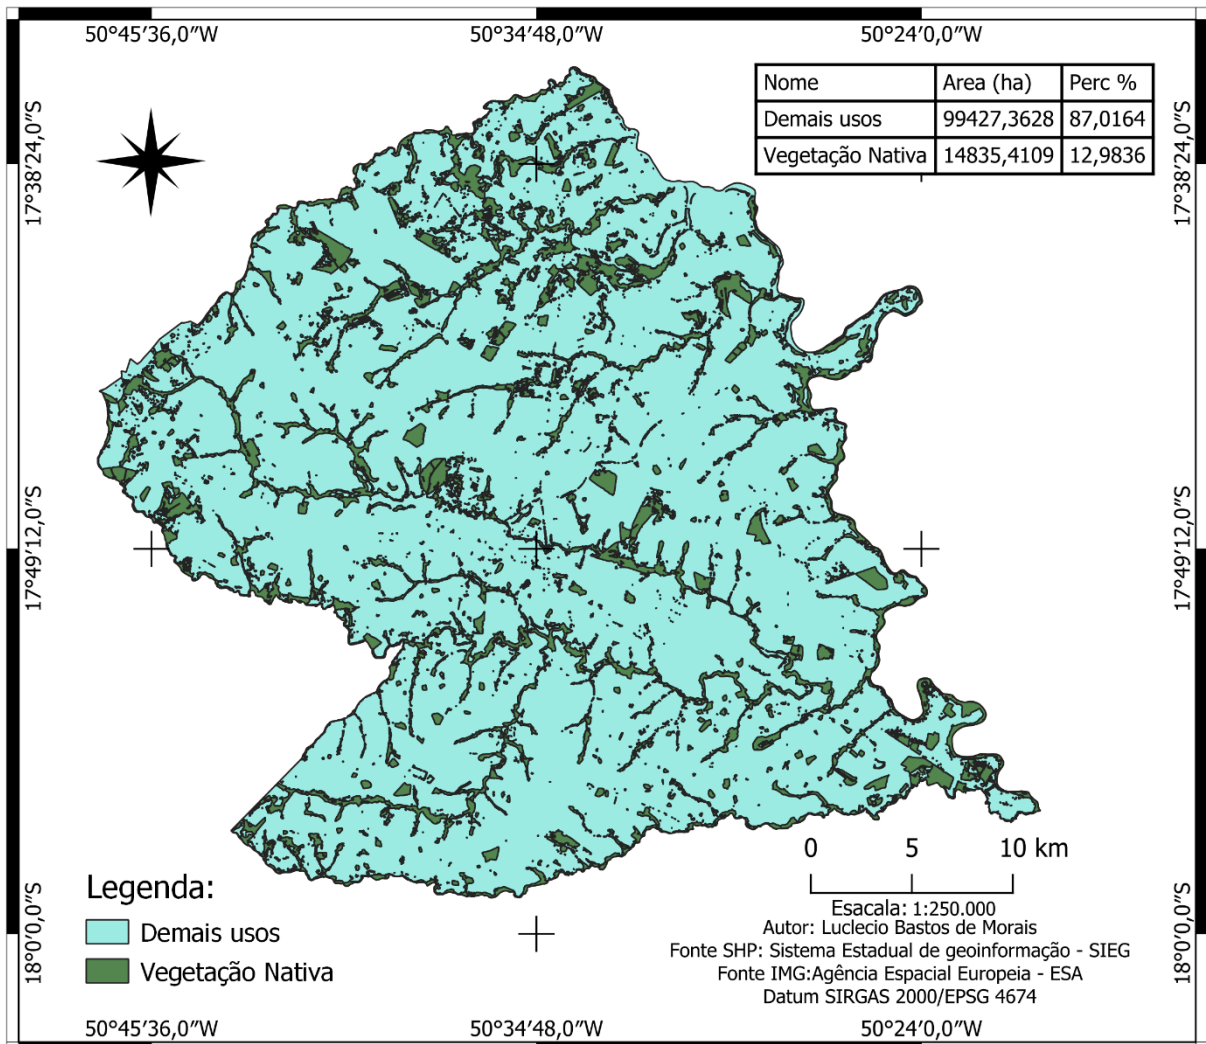 50°45'36,0"W 50°34'48,0"W 50°24'0,0"W
Nome Area (ha) Perc %
Demais usos 99427,3628 87,0164
Vegetação Nativa 14835,4109 12,9836
17°38'24,0"S 17°38'24,0"S
17°49'12,0"S 17°49'12,0"S
0 5 10 km
Legenda:
Demais usos
Vegetação Nativa
Esacala: 1:250.000
Autor: Luclecio Bastos de Morais
Fonte SHP: Sistema Estadual de geoinformação - SIEG
Fonte IMG:Agência Espacial Europeia - ESA
Datum SIRGAS 2000/EPSG 4674
18°0'0,0"S 18°0'0,0"S
50°45'36,0"W 50°34'48,0"W 50°24'0,0"W